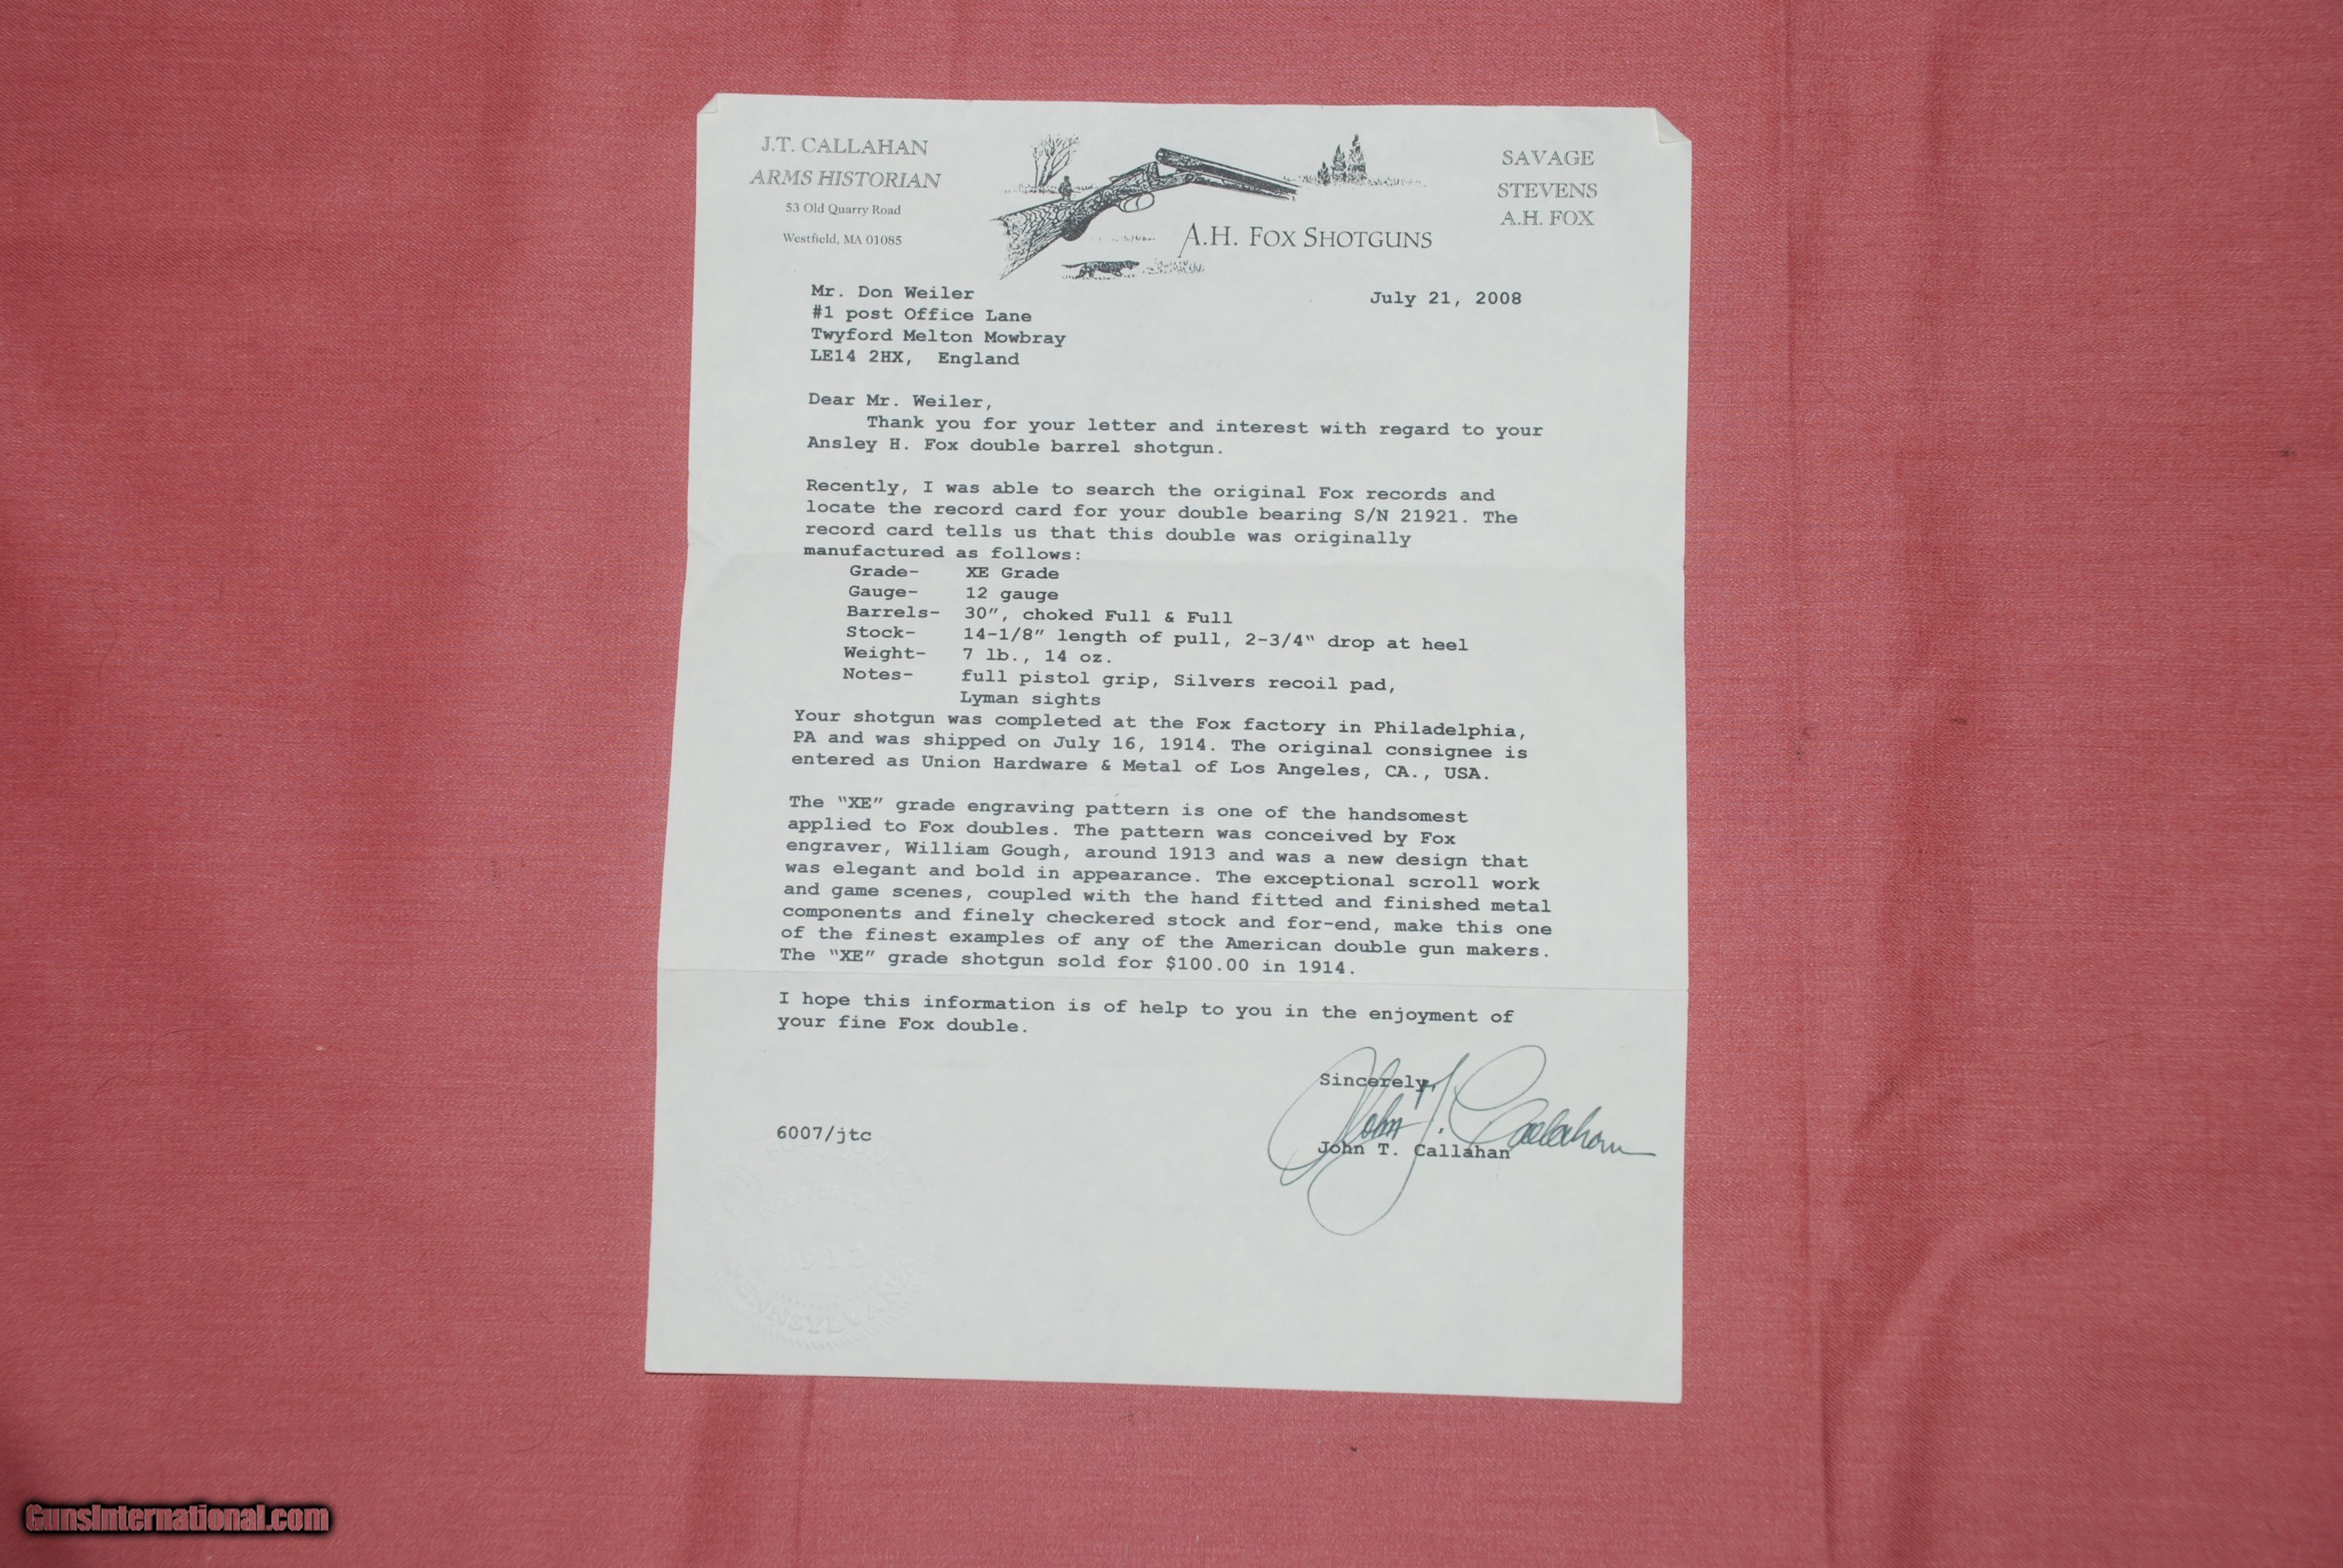 J.T. CALLAHAN
ARMS HISTORIAN
53 Old Quarry Road
Westfield, MA 01085
A.H. FOX SHOTGUNS
SAVAGE
STEVENS
A.H. FOX
Mr. Don Weiler
#1 post Office Lane
Twyford Melton Mowbray
LE14 2HX, England
July 21, 2008
Dear Mr. Weiler,
Thank you for your letter and interest with regard to your
Ansley H. Fox double barrel shotgun.
Recently, I was able to search the original Fox records and
locate the record card for your double bearing S/N 21921. The
record card tells us that this double was originally
manufactured as follows:
Grade- XE Grade
Gauge- 12 gauge
Barrels- 30", choked Full & Full
Stock- 14-1/8" length of pull, 2-3/4" drop at heel
Weight- 7 lb., 14 oz.
Notes- full pistol grip, Silvers recoil pad,
Lyman sights
Your shotgun was completed at the Fox factory in Philadelphia,
PA and was shipped on July 16, 1914. The original consignee is
entered as Union Hardware & Metal of Los Angeles, CA., USA.
The "XE" grade engraving pattern is one of the handsomest
applied to Fox doubles. The pattern was conceived by Fox
engraver, William Gough, around 1913 and was a new design that
was elegant and bold in appearance. The exceptional scroll work
and game scenes, coupled with the hand fitted and finished metal
components and finely checkered stock and for-end, make this one
of the finest examples of any of the American double gun makers.
The "XE" grade shotgun sold for $100.00 in 1914.
I hope this information is of help to you in the enjoyment of
your fine Fox double.
Sincerely,
John T. Callahan
John T. Callahan
6007/jtc
GunsInternational.com